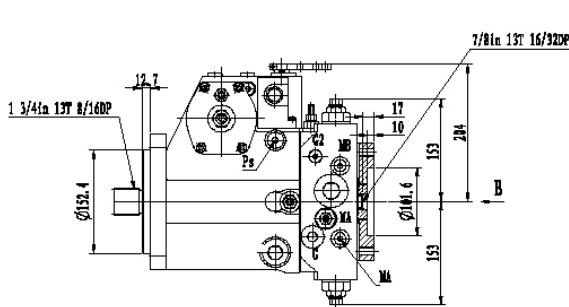 7/8in 13T 16/32DP
12.7
17
10
1 3/4in 13T 8/16DP
204
153
G2
MB
Ps
B
Ø152.4
Ø101.6
MA
C
153
MA